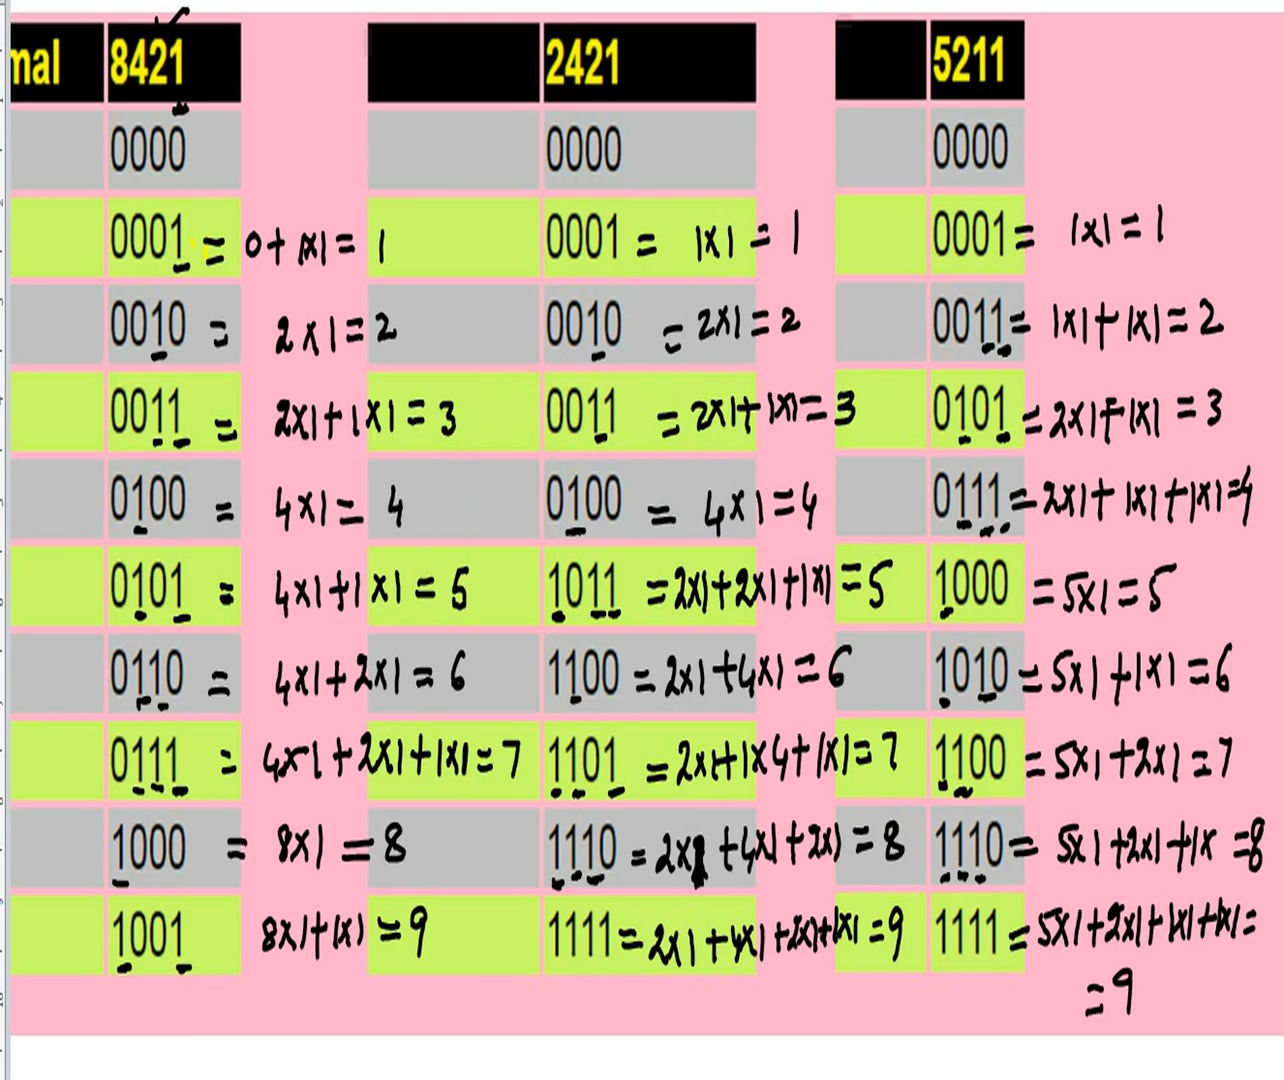 mal 8421 2421 5211
0000 0000 0000
0001 = 0+1x1 = 1 0001 = 1x1 = 1 0001 = 1x1 = 1
0010 = 2x1 = 2 0010 = 2x1 = 2 0011 = 1x1+1x1 = 2
0011 = 2x1+1x1 = 3 0011 = 2x1+1x1 = 3 0101 = 2x1+1x1 = 3
0100 = 4x1 = 4 0100 = 4x1 = 4 0111 = 2x1+1x1+1x1 = 4
0101 = 4x1+1x1 = 5 1011 = 2x1+2x1+1x1 = 5 1000 = 5x1 = 5
0110 = 4x1+2x1 = 6 1100 = 2x1+4x1 = 6 1010 = 5x1+1x1 = 6
0111 = 4x1+2x1+1x1 = 7 1101 = 2x1+1x4+1x1 = 7 1100 = 5x1+2x1 = 7
1000 = 8x1 = 8 1110 = 2x1+4x1+2x1 = 8 1110 = 5x1+2x1+1x = 8
1001 8x1+1x1 = 9 1111 = 2x1+4x1+2x1+1x1 = 9 1111 = 5x1+2x1+1x1+1x1 =
= 9